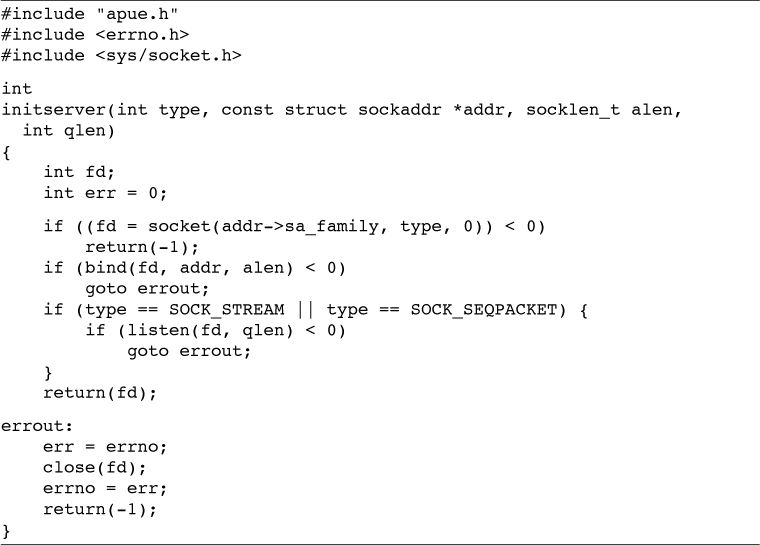 #include "apue.h"
#include <errno.h>
#include <sys/socket.h>
int
initserver(int type, const struct sockaddr *addr, socklen_t alen,
  int qlen)
{
    int fd;
    int err = 0;
    if ((fd = socket(addr->sa_family, type, 0)) < 0)
        return(-1);
    if (bind(fd, addr, alen) < 0)
        goto errout;
    if (type == SOCK_STREAM || type == SOCK_SEQPACKET) {
        if (listen(fd, qlen) < 0)
            goto errout;
    }
    return(fd);
errout:
    err = errno;
    close(fd);
    errno = err;
    return(-1);
}